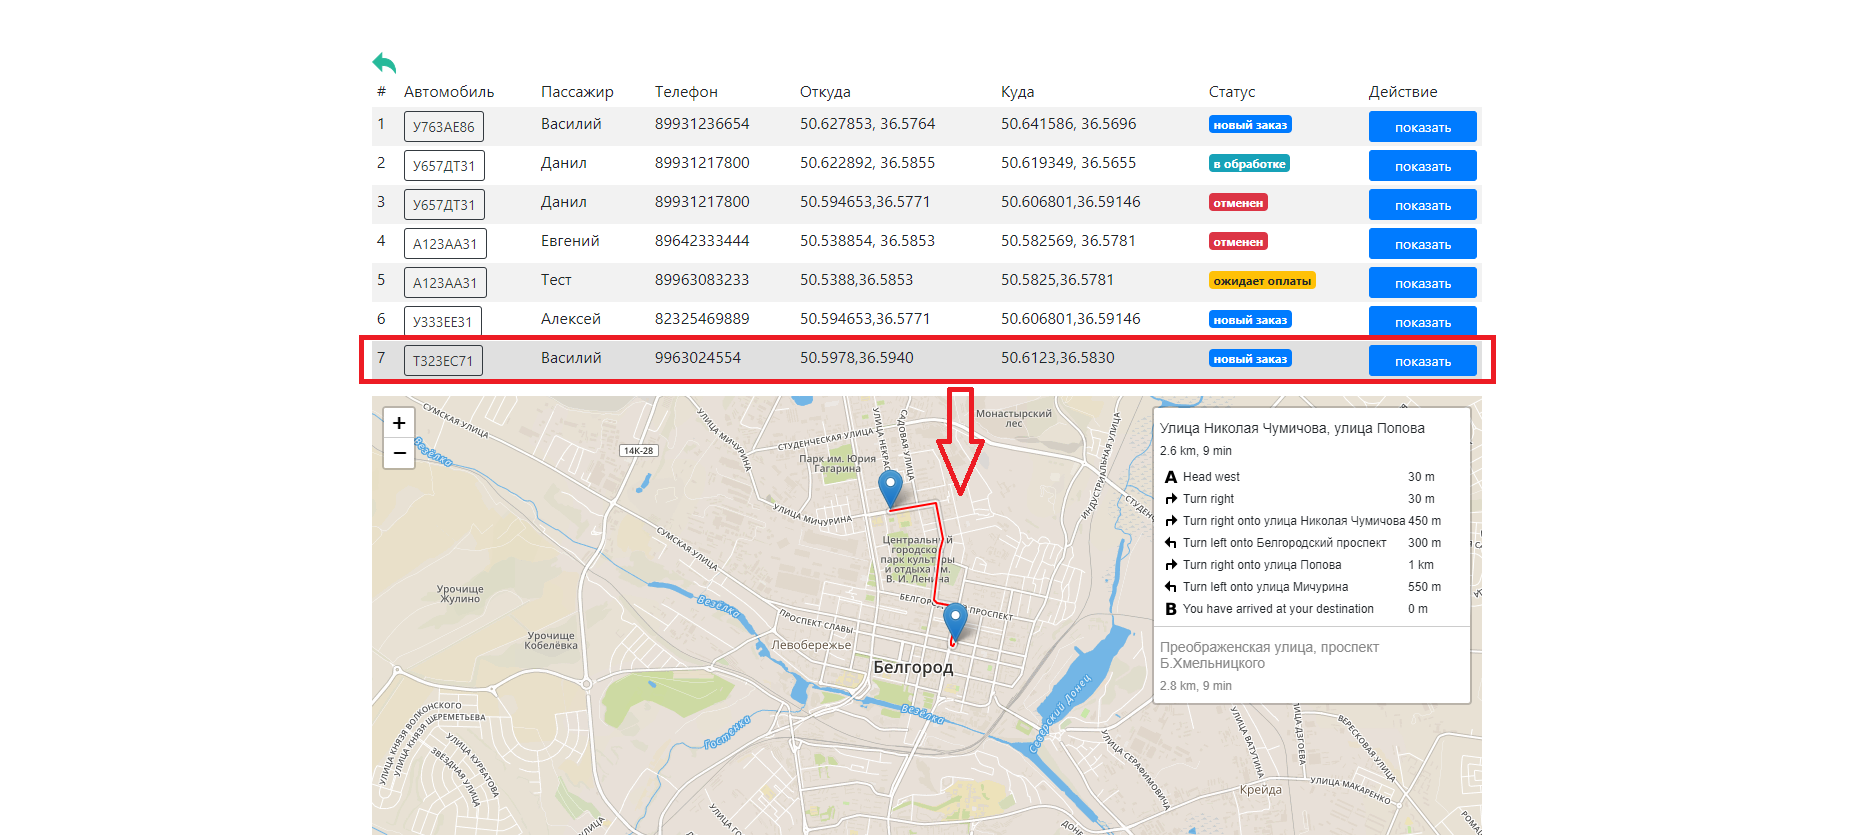 # Автомобиль Пассажир Телефон Откуда Куда Статус Действие
1 У763АЕ86 Василий 89931236654 50.627853, 36.5764 50.641586, 36.5696 новый заказ показать
2 У657ДТ31 Данил 89931217800 50.622892, 36.5855 50.619349, 36.5655 в обработке показать
3 У657ДТ31 Данил 89931217800 50.594653,36.5771 50.606801,36.59146 отменен показать
4 А123АА31 Евгений 89642333444 50.538854, 36.5853 50.582569, 36.5781 отменен показать
5 А123АА31 Тест 89963083233 50.5388,36.5853 50.5825,36.5781 ожидает оплаты показать
6 У333ЕЕ31 Алексей 82325469889 50.594653,36.5771 50.606801,36.59146 новый заказ показать
7 Т323ЕС71 Василий 9963024554 50.5978,36.5940 50.6123,36.5830 новый заказ показать
+
−
Улица Николая Чумичова, улица Попова
2.6 km, 9 min
A Head west 30 m
Turn right 30 m
Turn right onto улица Николая Чумичова 450 m
Turn left onto Белгородский проспект 300 m
Turn right onto улица Попова 1 km
Turn left onto улица Мичурина 550 m
B You have arrived at your destination 0 m
Преображенская улица, проспект
Б.Хмельницкого
2.8 km, 9 min
СУМСКАЯ УЛИЦА
Везёлка
14К-28
УЛИЦА МИЧУРИНА
СТУДЕНЧЕСКАЯ УЛИЦА
УЛИЦА НЕКРАС
САДОВАЯ УЛИЦА
Монастырский
лес
Парк им. Юрия
Гагарина
ИНДУСТРИАЛЬНАЯ УЛИЦА
УЛИЦА МИЧУРИНА
СУМСКАЯ УЛИЦА
Центральный
городско
парк культуры
и отдыха им.
В. И. Ленина
Урочище
Жулино
Везёлка
БЕЛГОРО ПРОСПЕКТ
ПРОСПЕКТ СЛАВЫ
Урочище
Кобелёвка
Левобережье
Белгород
Везёлка
Гостенка
Северский Донец
УЛИЦА КНЯЗЯ ВОЛКОНСКОГО
УЛИЦА КНЯЗЯ ШЕРЕМЕТЬЕВА
УЛИЦА КУРБАТОВА
ЗВЁЗДНАЯ УЛИЦА
УЛИЦА СЕРАФИМОВИЧА
УЛИЦА ВАТУТИНА
ВЕРЕСКОВАЯ УЛИЦА
УЛИЦА МАКАРЕНКО
Крейда